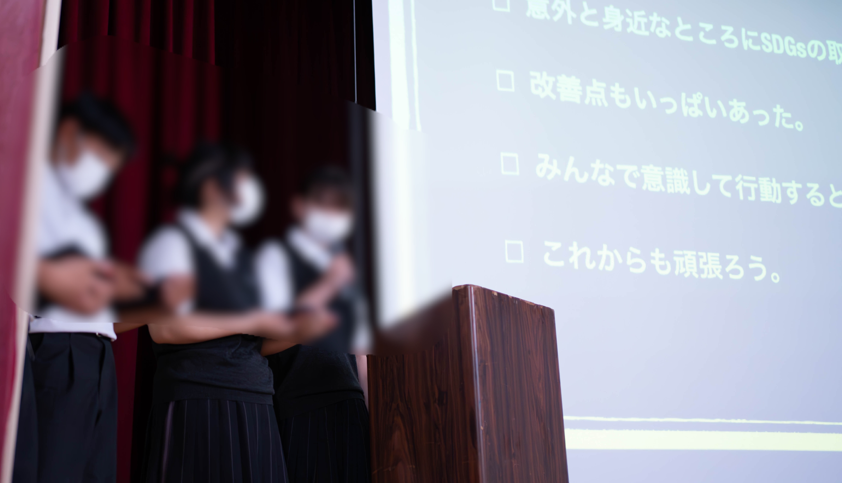 □ 意外と身近なところにSDGsの取
□ 改善点もいっぱいあった。
□ みんなで意識して行動すると
□ これからも頑張ろう。